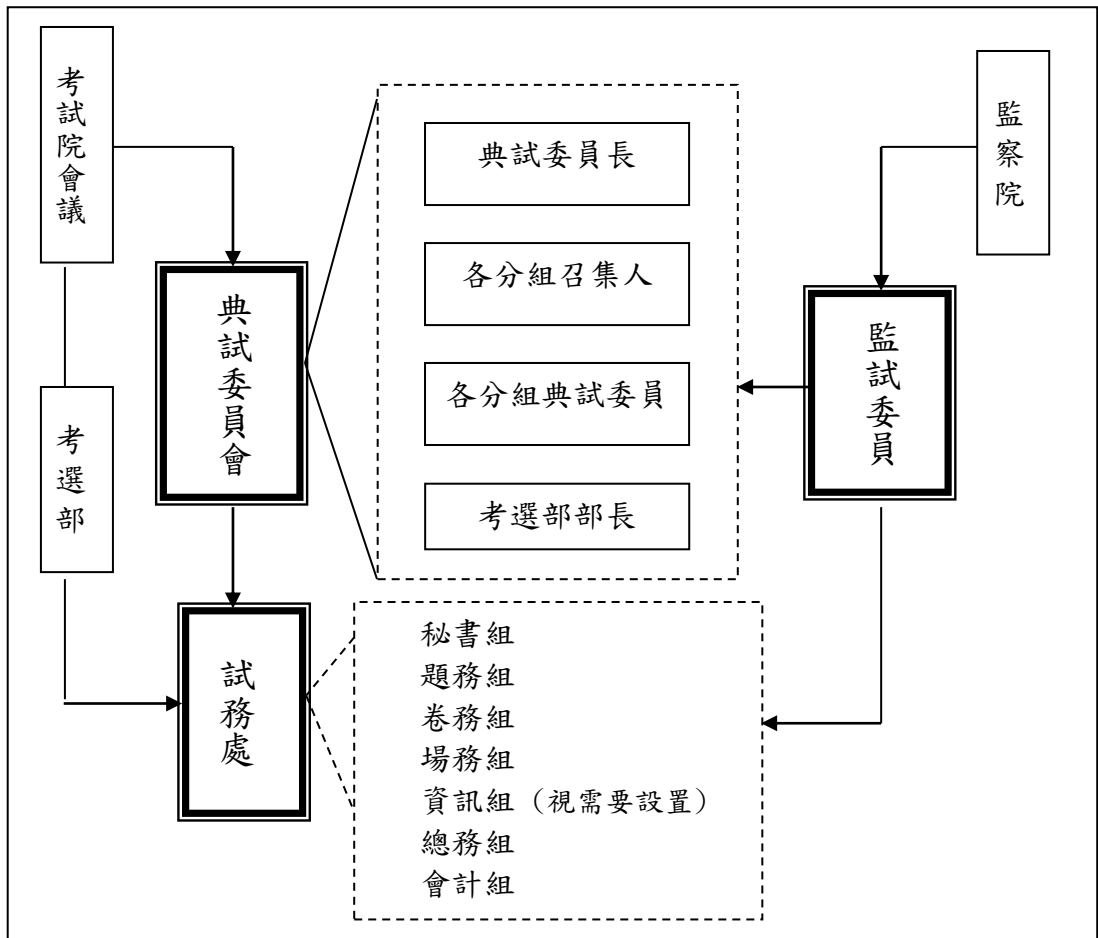 考試院會議
監察院
典試委員長
各分組召集人
典試委員會
監試委員
各分組典試委員
考選部
考選部部長
試務處
秘書組
題務組
卷務組
場務組
資訊組（視需要設置）
總務組
會計組